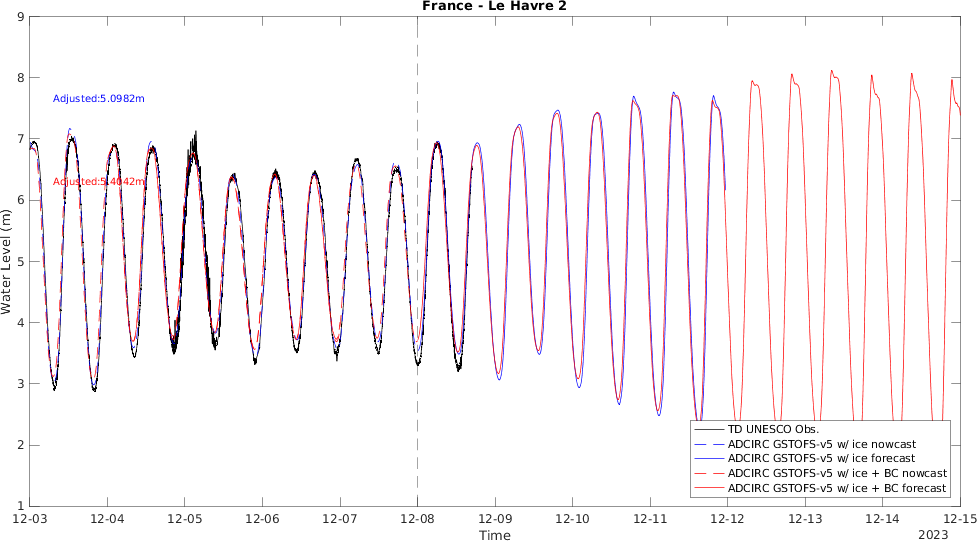 France - Le Havre 2
9
8
7
6
5
4
3
2
1
Water Level (m)
Adjusted:5.0982m
Adjusted:5.4042m
TD UNESCO Obs.
ADCIRC GSTOFS-v5 w/ ice nowcast
ADCIRC GSTOFS-v5 w/ ice forecast
ADCIRC GSTOFS-v5 w/ ice + BC nowcast
ADCIRC GSTOFS-v5 w/ ice + BC forecast
12-03 12-04 12-05 12-06 12-07 12-08 12-09 12-10 12-11 12-12 12-13 12-14 12-15
Time
2023